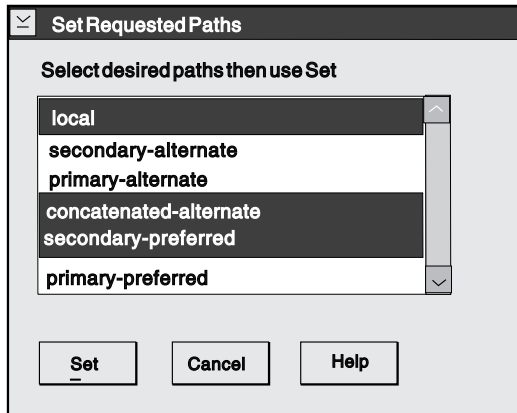 Set Requested Paths
Select desired paths then use Set
local
secondary-alternate
primary-alternate
concatenated-alternate
secondary-preferred
primary-preferred
Set
Cancel
Help